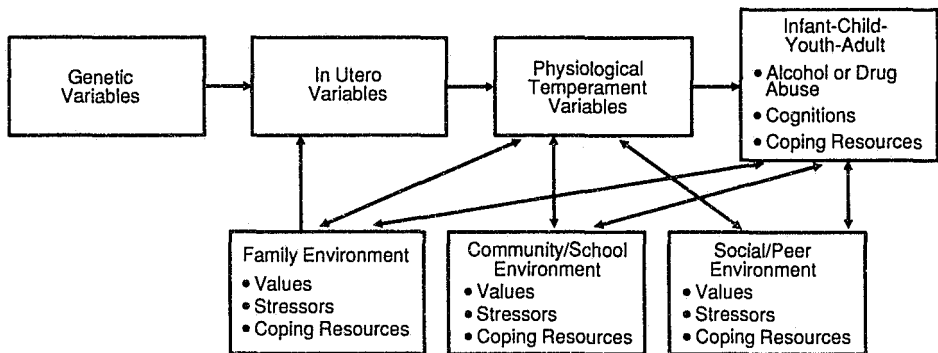 Genetic
Variables
In Utero
Variables
Physiological
Temperament
Variables
Infant-Child-
Youth-Adult
• Alcohol or Drug
Abuse
• Cognitions
• Coping Resources
Family Environment
• Values
• Stressors
• Coping Resources
Community/School
Environment
• Values
• Stressors
• Coping Resources
Social/Peer
Environment
• Values
• Stressors
• Coping Resources